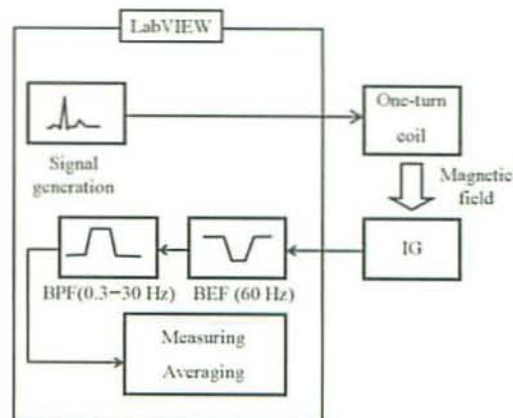 LabVIEW
Signal
generation
One-turn
coil
Magnetic
field
IG
BEF (60 Hz)
BPF(0.3−30 Hz)
Measuring
Averaging